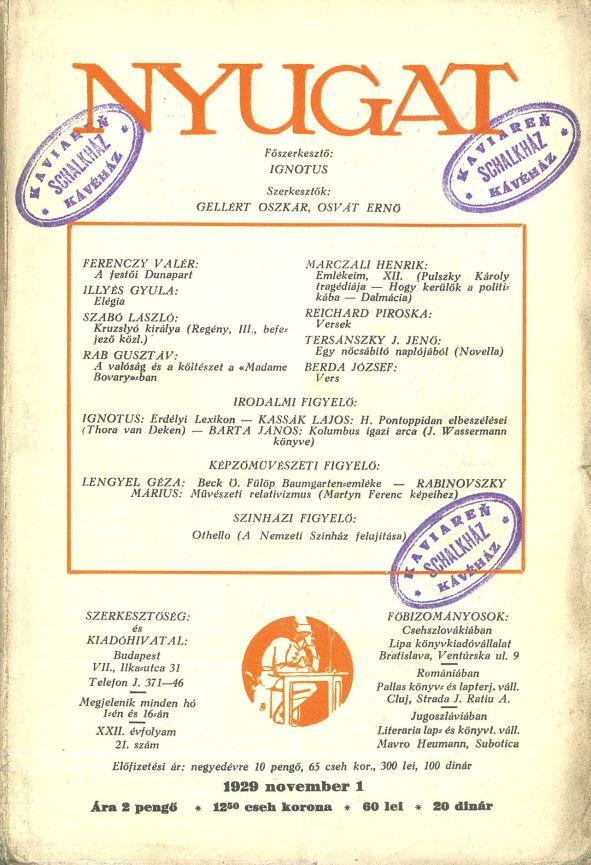 NYUGAT
KAVIAREŇ
SCHALKHÁZ
KÁVÉHÁZ
KAVIAREŇ
SCHALKHÁZ
KÁVÉHÁZ
Főszerkesztő:
IGNOTUS
Szerkesztők:
GELLÉRT OSZKÁR, OSVÁT ERNŐ
FERENCZY VALÉR:
A festői Dunapart
ILLYÉS GYULA:
Elégia
SZABÓ LÁSZLÓ:
Kruzslyó királya (Regény, III., befe-
jező közl.)
RAB GUSZTÁV:
A valóság és a költészet a «Madame
Bovary»-ban
MARCZALI HENRIK:
Emlékeim, XII. (Pulszky Károly
tragédiája — Hogy kerülök a politi-
kába — Dalmácia)
REICHARD PIROSKA:
Versek
TERSÁNSZKY J. JENŐ:
Egy nőcsábító naplójából (Novella)
BERDA JÓZSEF:
Vers
IRODALMI FIGYELŐ:
IGNOTUS: Erdélyi Lexikon — KASSÁK LAJOS: H. Pontoppidan elbeszélései
(Thora van Deken) — BARTA JÁNOS: Kolumbus igazi arca (J. Wassermann
könyve)
KÉPZŐMŰVÉSZETI FIGYELŐ:
LENGYEL GÉZA: Beck Ö. Fülöp Baumgarten-emléke — RABINOVSZKY
MÁRIUS: Művészeti relativizmus (Martyn Ferenc képeihez)
SZINHÁZI FIGYELŐ:
Othello (A Nemzeti Szinház felujitása)
KAVIAREŇ
SCHALKHÁZ
KÁVÉHÁZ
SZERKESZTŐSÉG:
és
KIADÓHIVATAL:
Budapest
VII., Ilka-utca 31
Telefon J. 371—46
Megjelenik minden hó
1-én és 16-án
XXII. évfolyam
21. szám
FŐBIZOMÁNYOSOK:
Csehszlovákiában
Lipa könyvkiadóvállalat
Bratislava, Ventúrska ul. 9
Romániában
Pallas könyv- és lapterj. váll.
Cluj, Strada J. Ratiu A.
Jugoszláviában
Literaria lap- és könyvt. váll.
Mavro Heumann, Subotica
Előfizetési ár: negyedévre 10 pengő, 65 cseh kor., 300 lei, 100 dinár
1929 november 1
Ára 2 pengő * 12⁵⁰ cseh korona * 60 lei * 20 dinár